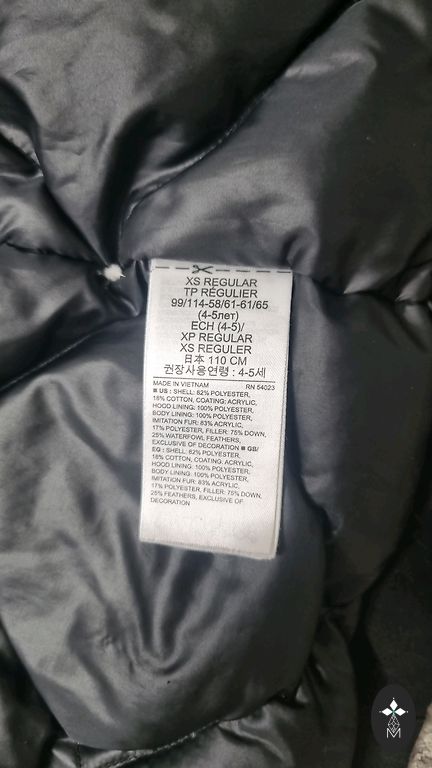 XS REGULAR
TP RÉGULIER
99/114-58/61-61/65
(4-5лет)
ECH (4-5)/
XP REGULAR
XS REGULER
日本 110 CM
권장사용연령 : 4-5세
MADE IN VIETNAM RN 54023
■ US : SHELL: 82% POLYESTER,
18% COTTON, COATING: ACRYLIC,
HOOD LINING: 100% POLYESTER,
BODY LINING: 100% POLYESTER,
IMITATION FUR: 83% ACRYLIC,
17% POLYESTER, FILLER: 75% DOWN,
25% WATERFOWL, FEATHERS,
EXCLUSIVE OF DECORATION ■ GB/
EG : SHELL: 82% POLYESTER,
18% COTTON, COATING: ACRYLIC,
HOOD LINING: 100% POLYESTER,
BODY LINING: 100% POLYESTER,
IMITATION FUR: 83% ACRYLIC,
17% POLYESTER, FILLER: 75% DOWN,
25% FEATHERS, EXCLUSIVE OF
DECORATION